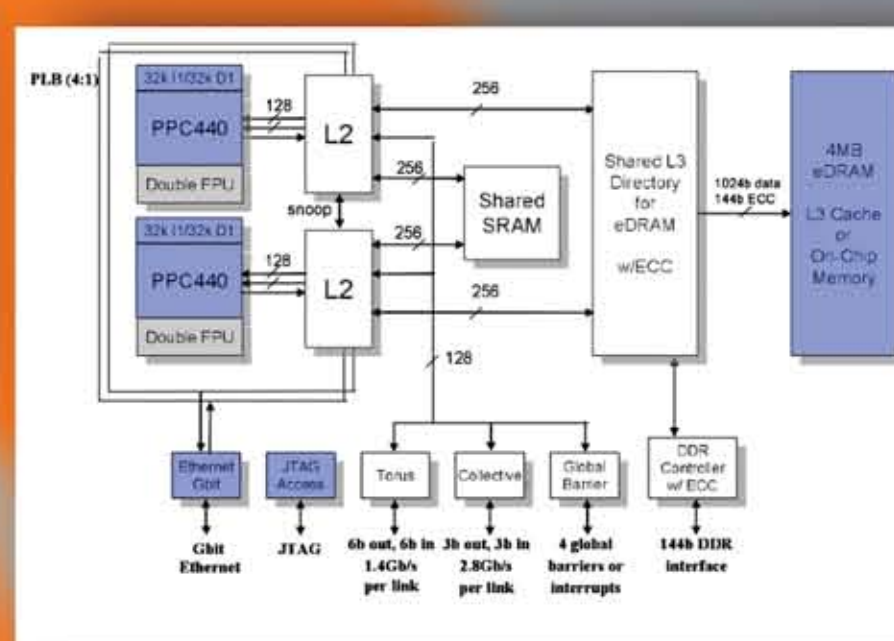 PLB (4:1)
32k I1/32k D1
PPC440
Double FPU
128
L2
256
256
snoop
Shared
SRAM
32k I1/32k D1
PPC440
Double FPU
128
L2
256
256
128
Shared L3
Directory
for
eDRAM
w/ECC
1024b data
144b ECC
4MB
eDRAM
L3 Cache
or
On-Chip
Memory
Ethernet
Gbit
JTAG
Access
Torus
Colective
Global
Barrier
DDR
Controller
w/ ECC
Gbit
Ethernet
JTAG
6b out, 6b in
1.4Gb/s
per link
3b out, 3b in
2.8Gb/s
per link
4 global
barriers or
interrupts
144b DDR
interface